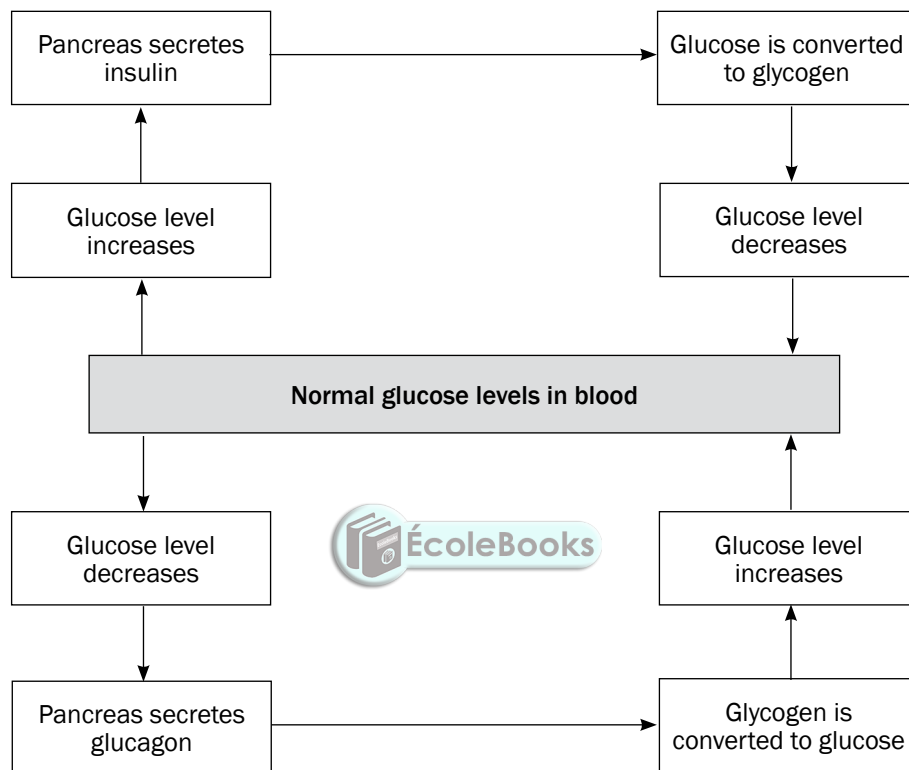 Pancreas secretes
insulin
Glucose is converted
to glycogen
Glucose level
increases
Glucose level
decreases
Normal glucose levels in blood
Glucose level
decreases
ÉcoleBooks
Glucose level
increases
Pancreas secretes
glucagon
Glycogen is
converted to glucose